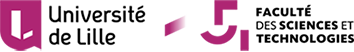 Université
de Lille
FACULTÉ
DES SCIENCES ET
TECHNOLOGIES